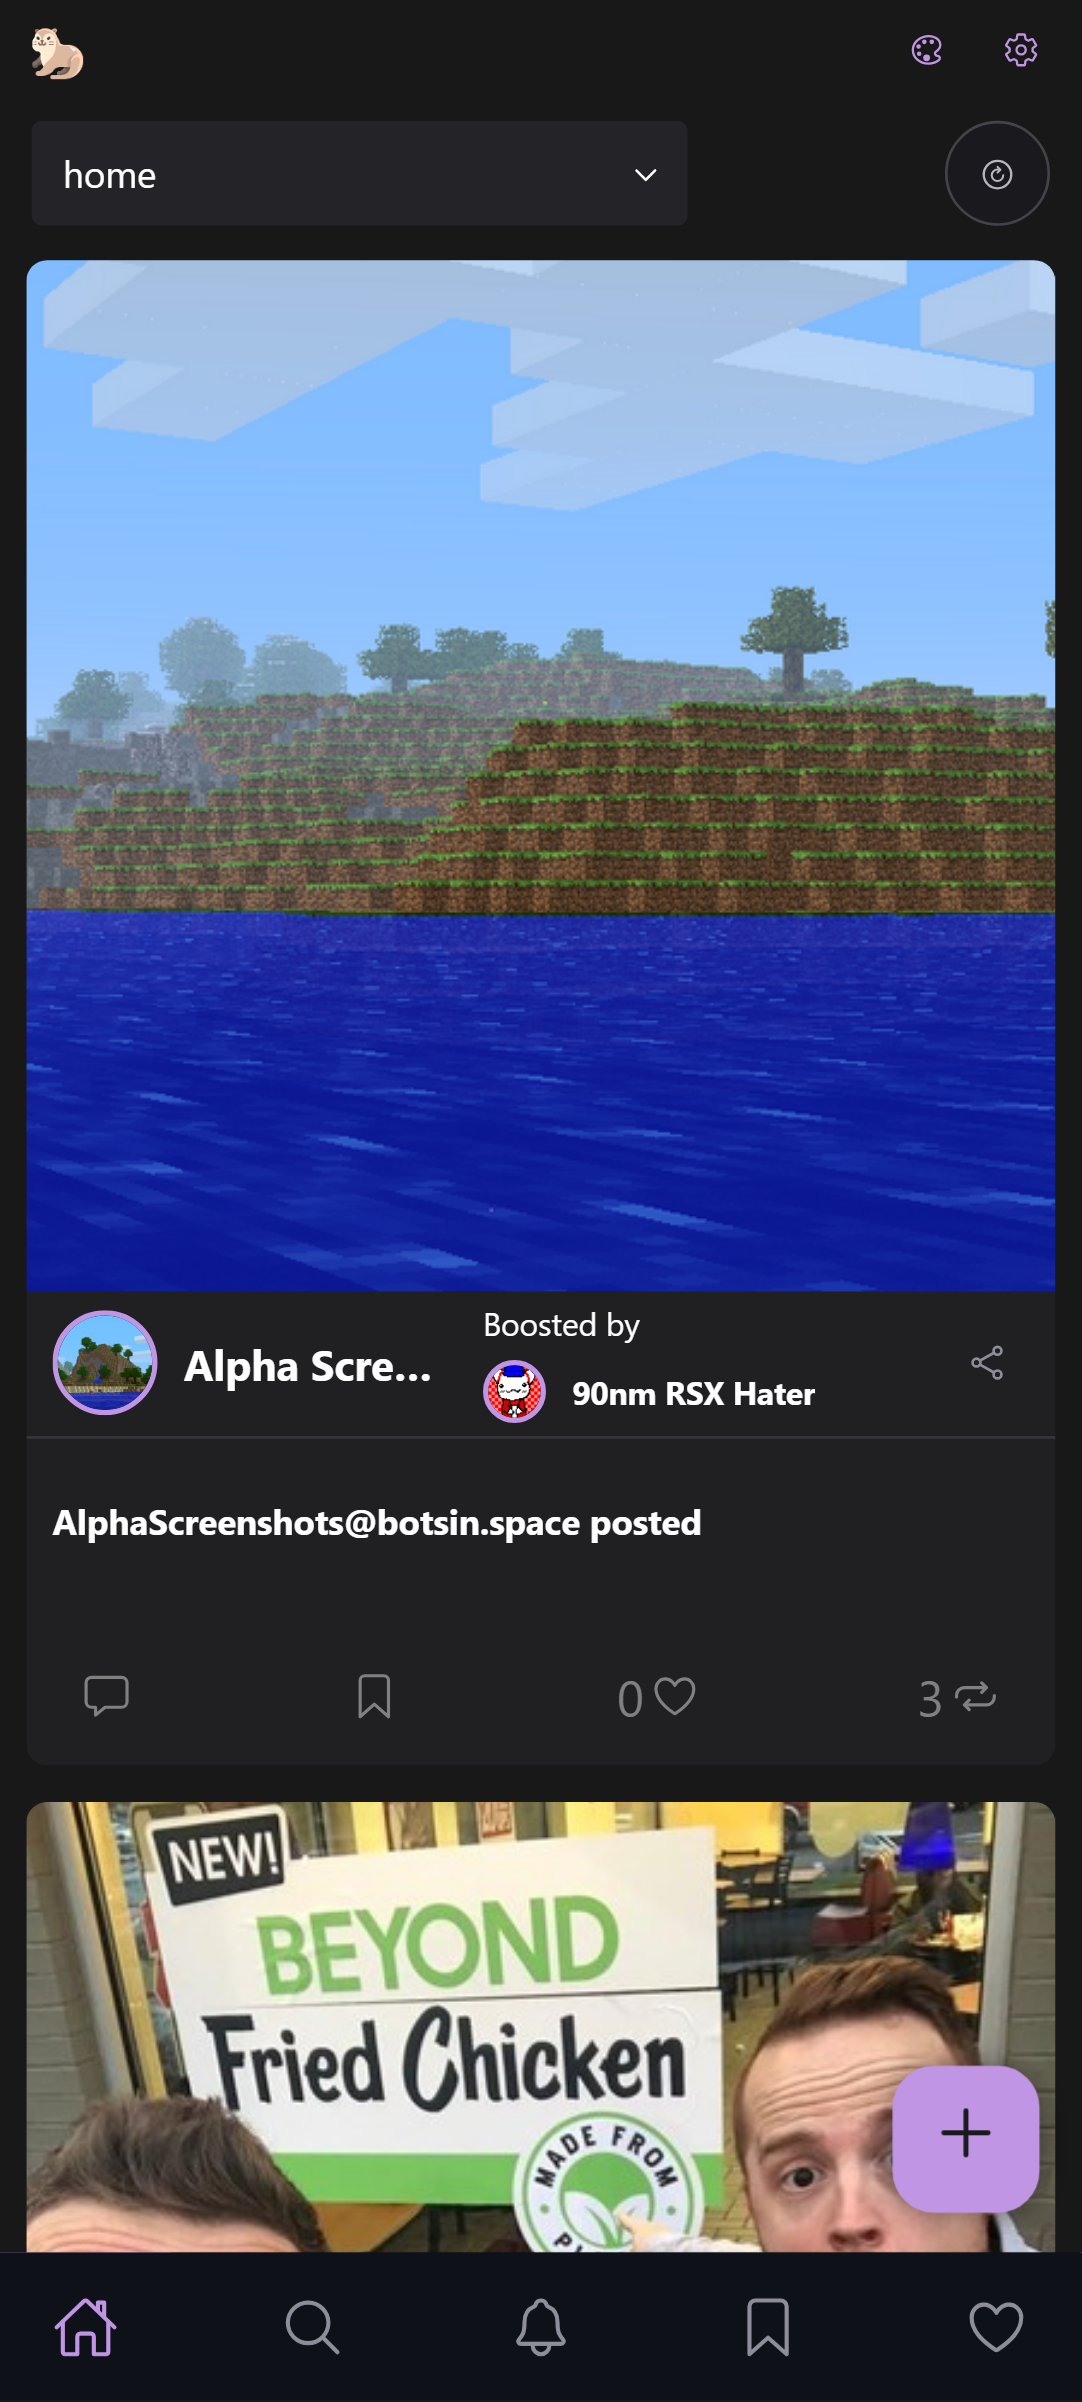 home
Alpha Scre...
Boosted by
90nm RSX Hater
AlphaScreenshots@botsin.space posted
0
3
NEW!
BEYOND
Fried Chicken
MADE FROM